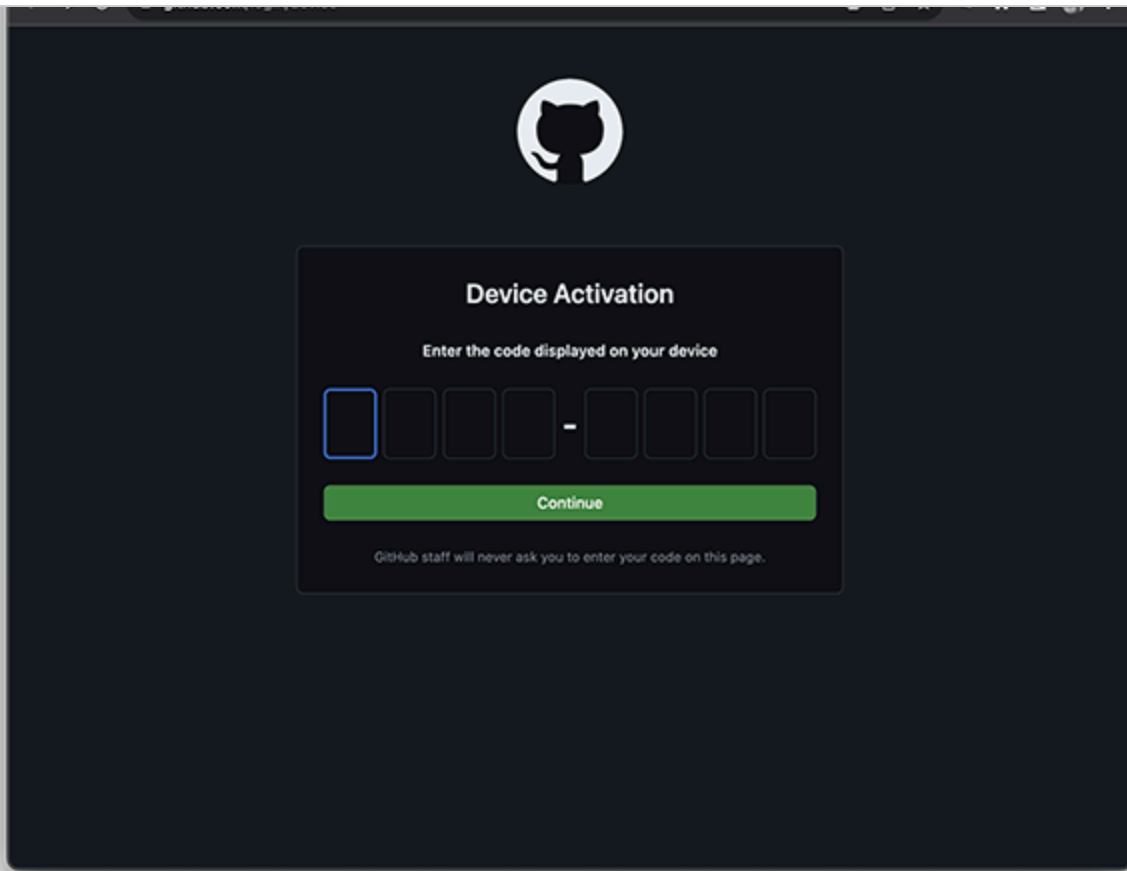 Device Activation
Enter the code displayed on your device
-
Continue
GitHub staff will never ask you to enter your code on this page.